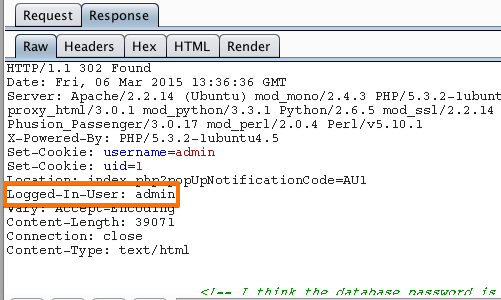 Request Response
Raw Headers Hex HTML Render
HTTP/1.1 302 Found
Date: Fri, 06 Mar 2015 13:36:36 GMT
Server: Apache/2.2.14 (Ubuntu) mod_mono/2.4.3 PHP/5.3.2-1ubunt
proxy_html/3.0.1 mod_python/3.3.1 Python/2.6.5 mod_ssl/2.2.14
Phusion_Passenger/3.0.17 mod_perl/2.0.4 Perl/v5.10.1
X-Powered-By: PHP/5.3.2-1ubuntu4.5
Set-Cookie: username=admin
Set-Cookie: uid=1
Location: index.php?popUpNotificationCode=AU1
Logged-In-User: admin
Vary: Accept-Encoding
Content-Length: 39071
Connection: close
Content-Type: text/html
<!-- I think the database password is